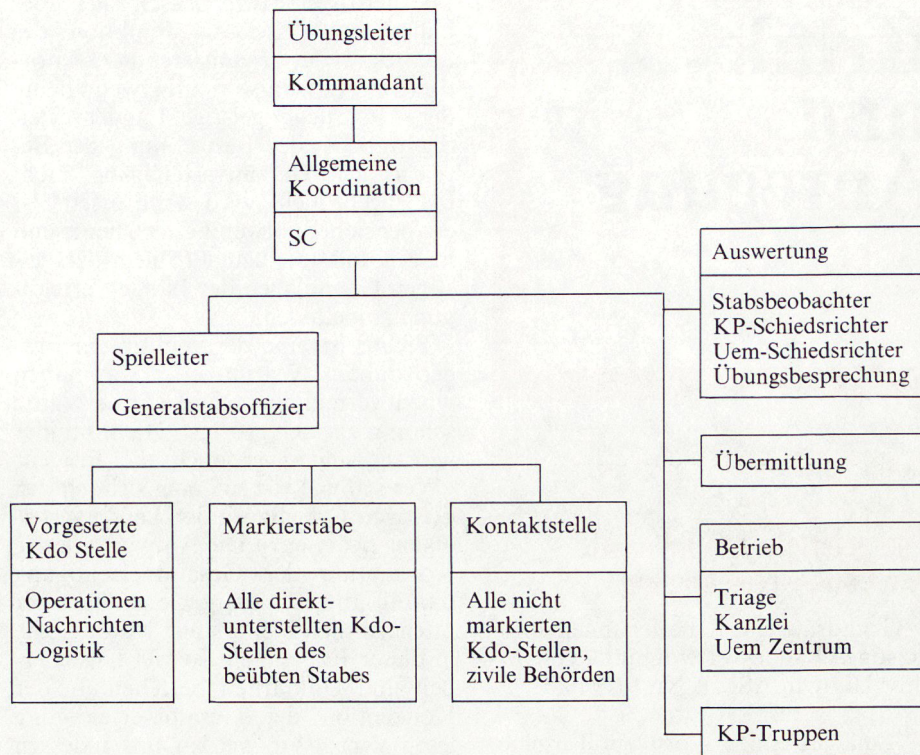 Übungsleiter
Kommandant
Allgemeine
Koordination
SC
Spielleiter
Generalstabsoffizier
Vorgesetzte
Kdo Stelle
Operationen
Nachrichten
Logistik
Markierstäbe
Alle direkt-
unterstellten Kdo-
Stellen des
beübten Stabes
Kontaktstelle
Alle nicht
markierten
Kdo-Stellen,
zivile Behörden
Auswertung
Stabsbeobachter
KP-Schiedsrichter
Uem-Schiedsrichter
Übungsbesprechung
Übermittlung
Betrieb
Triage
Kanzlei
Uem Zentrum
KP-Truppen